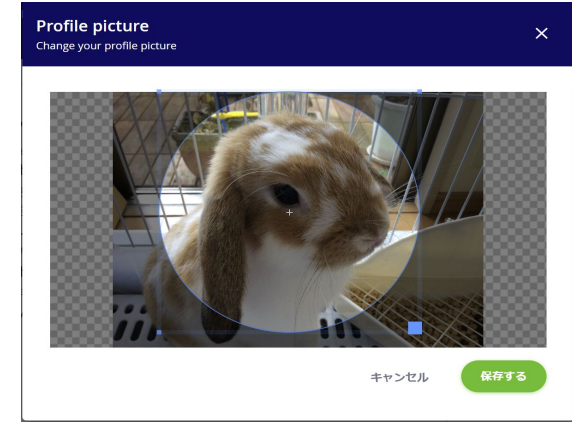 Profile picture
Change your profile picture
キャンセル
保存する